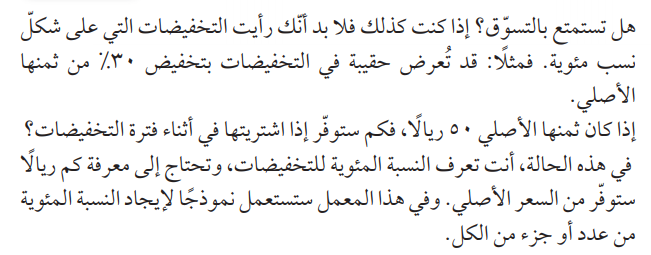 هل تستمتع بالتسوّق؟ إذا كنت كذلك فلا بد أنّك رأيت التخفيضات التي على شكلّ
نسب مئوية. فمثلًا: قد تُعرض حقيبة في التخفيضات بتخفيض ٣٠٪ من ثمنها
الأصلي.
إذا كان ثمنها الأصلي ٥٠ ريالًا، فكم ستوفّر إذا اشتريتها في أثناء فترة التخفيضات؟
في هذه الحالة، أنت تعرف النسبة المئوية للتخفيضات، وتحتاج إلى معرفة كم ريالًا
ستوفّر من السعر الأصلي. وفي هذا المعمل ستستعمل نموذجًا لإيجاد النسبة المئوية
من عدد أو جزء من الكل.